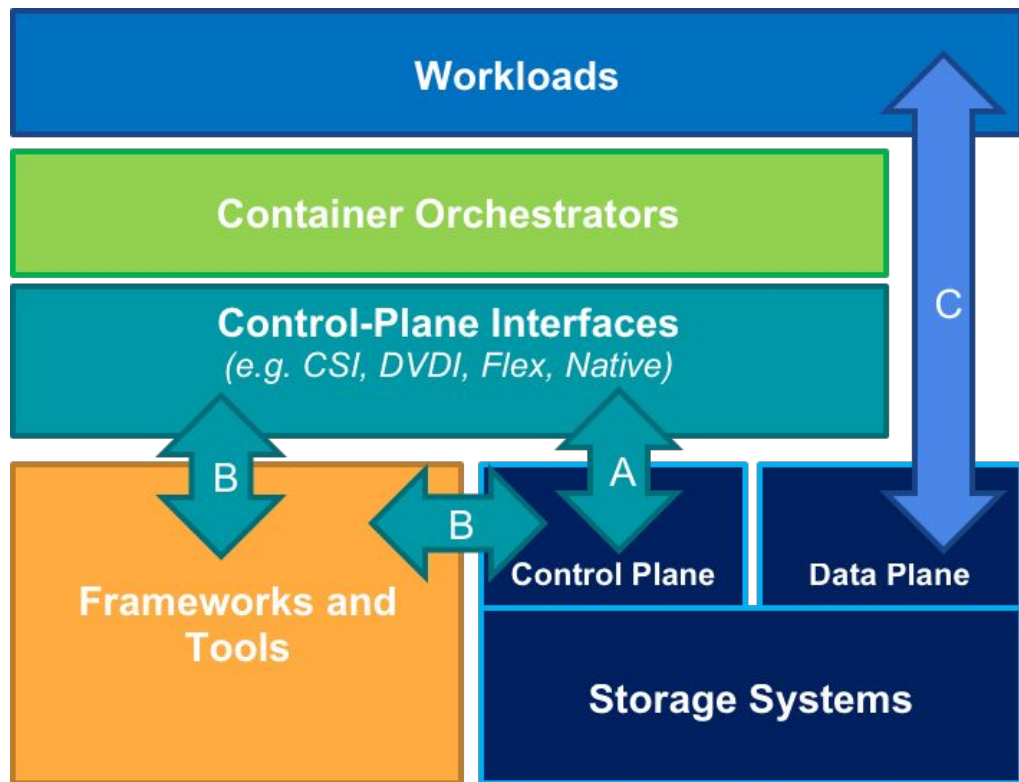 Workloads
Container Orchestrators
Control-Plane Interfaces
(e.g. CSI, DVDI, Flex, Native)
C
B
A
B
Control Plane
Data Plane
Frameworks and
Tools
Storage Systems